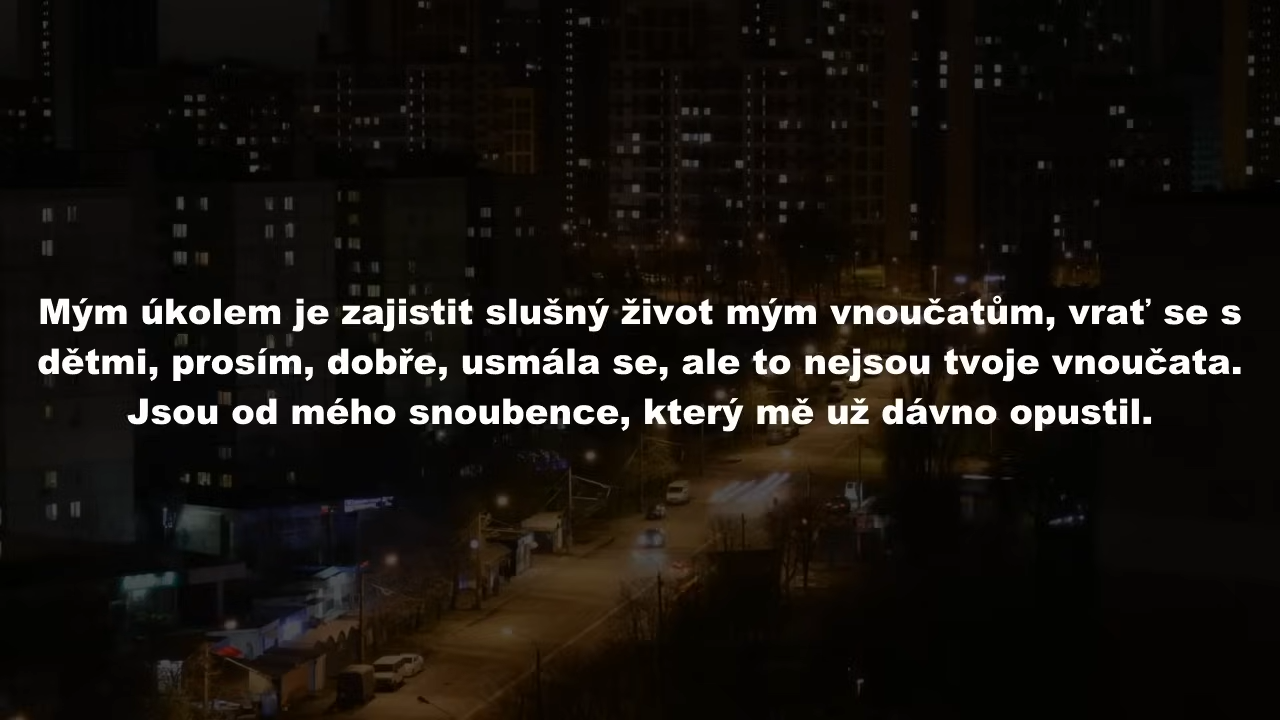 Mým úkolem je zajistit slušný život mým vnoučatům, vrať se s
dětmi, prosím, dobře, usmála se, ale to nejsou tvoje vnoučata.
Jsou od mého snoubence, který mě už dávno opustil.